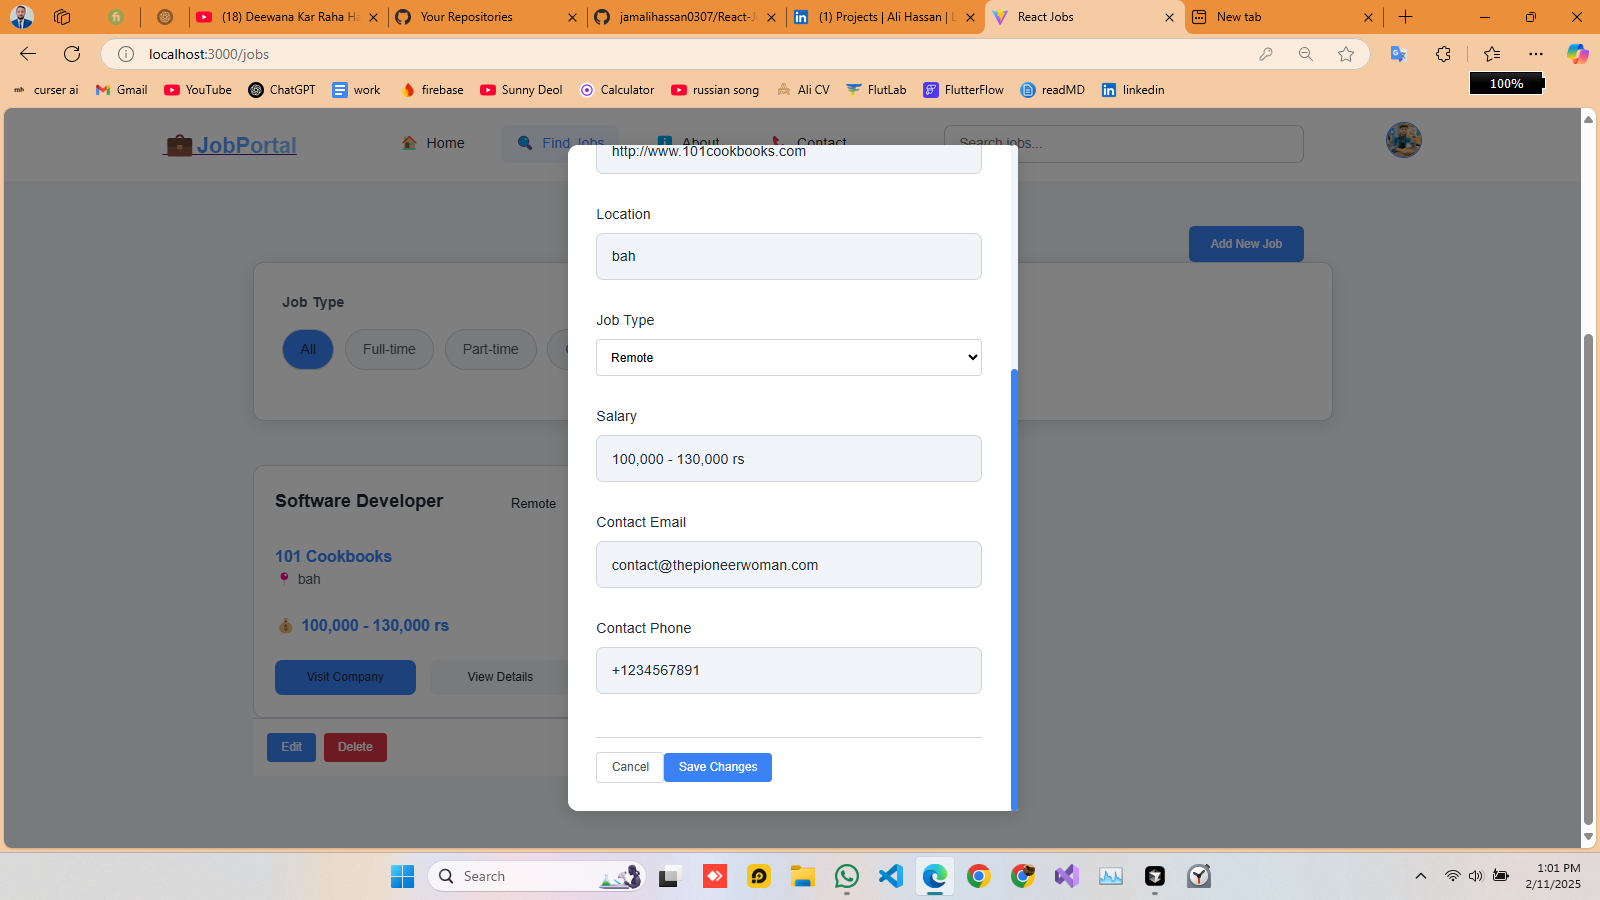 (18) Deewana Kar Raha Ha
Your Repositories
jamalihassan0307/React-Jo
(1) Projects | Ali Hassan | L
React Jobs
New tab
localhost:3000/jobs
curser ai
Gmail
YouTube
ChatGPT
work
firebase
Sunny Deol
Calculator
russian song
Ali CV
FlutLab
FlutterFlow
readMD
linkedin
100%
JobPortal
Home
Find Jobs
About
Contact
Search jobs...
http://www.101cookbooks.com
Location
bah
Job Type
Remote
Salary
100,000 - 130,000 rs
Contact Email
contact@thepioneerwoman.com
Contact Phone
+1234567891
Cancel
Save Changes
Add New Job
Job Type
All
Full-time
Part-time
Software Developer
Remote
101 Cookbooks
bah
100,000 - 130,000 rs
Visit Company
View Details
Edit
Delete
Search
1:01 PM
2/11/2025